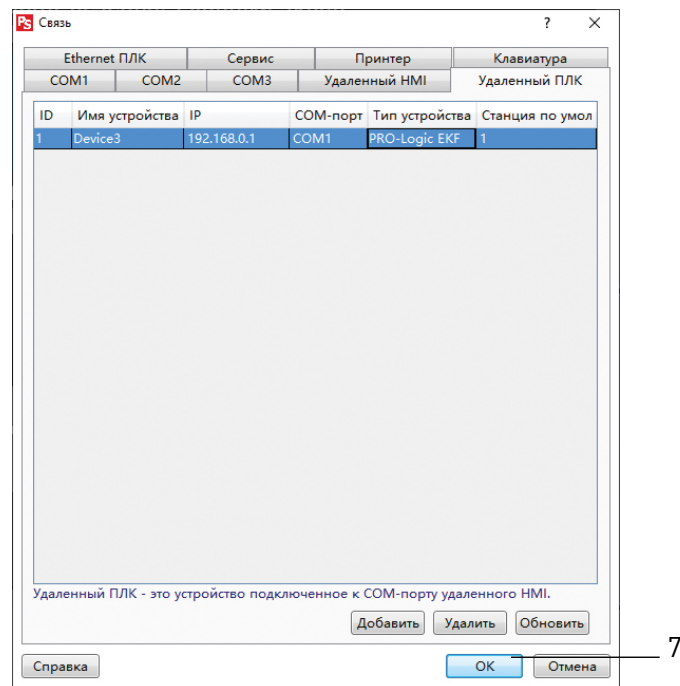 PS Связь ? ×
Ethernet ПЛК Сервис Принтер Клавиатура
COM1 COM2 COM3 Удаленный HMI Удаленный ПЛК
ID Имя устройства IP COM-порт Тип устройства Станция по умол
1 Device3 192.168.0.1 COM1 PRO-Logic EKF 1
Удаленный ПЛК - это устройство подключенное к COM-порту удаленного HMI.
Добавить Удалить Обновить
7
Справка OK Отмена